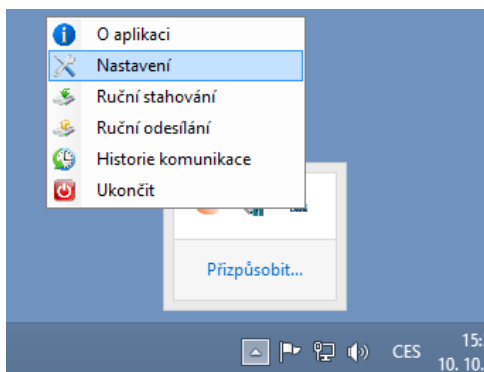 O aplikaci
Nastavení
Ruční stahování
Ruční odesílání
Historie komunikace
Ukončit
Přizpůsobit...
CES
15:
10. 10.